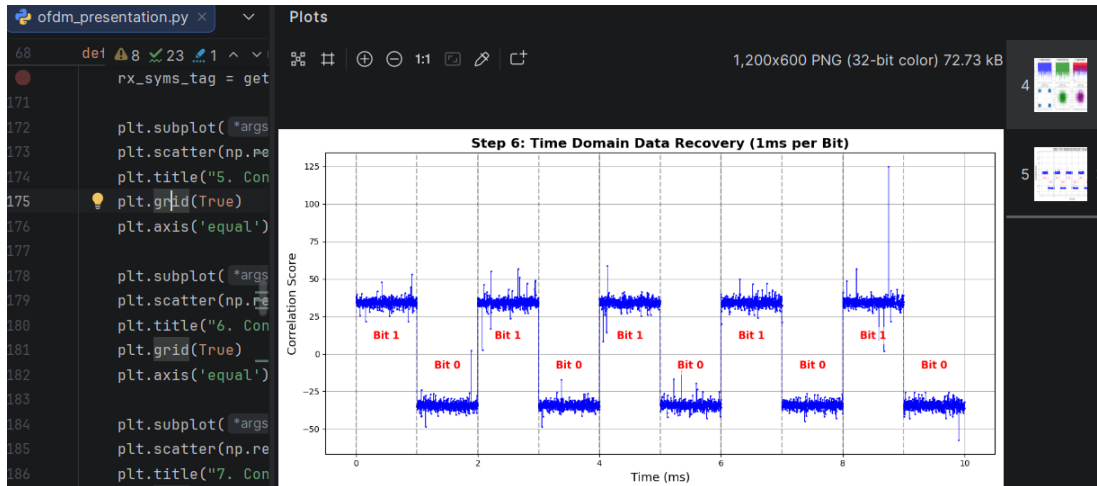 ofdm_presentation.py
Plots
68 def 8 23 1
1:1
1,200x600 PNG (32-bit color) 72.73 kB
rx_syms_tag = get
171
172 plt.subplot( *args
173 plt.scatter(np.re
174 plt.title("5. Con
175 plt.grid(True)
176 plt.axis('equal')
177
178 plt.subplot( *args
179 plt.scatter(np.re
180 plt.title("6. Con
181 plt.grid(True)
182 plt.axis('equal')
183
184 plt.subplot( *args
185 plt.scatter(np.re
186 plt.title("7. Con
Step 6: Time Domain Data Recovery (1ms per Bit)
Correlation Score
125
100
75
50
25
0
−25
−50
Bit 1 Bit 1 Bit 1 Bit 1 Bit 1
Bit 0 Bit 0 Bit 0 Bit 0 Bit 0
0 2 4 6 8 10
Time (ms)
4
5